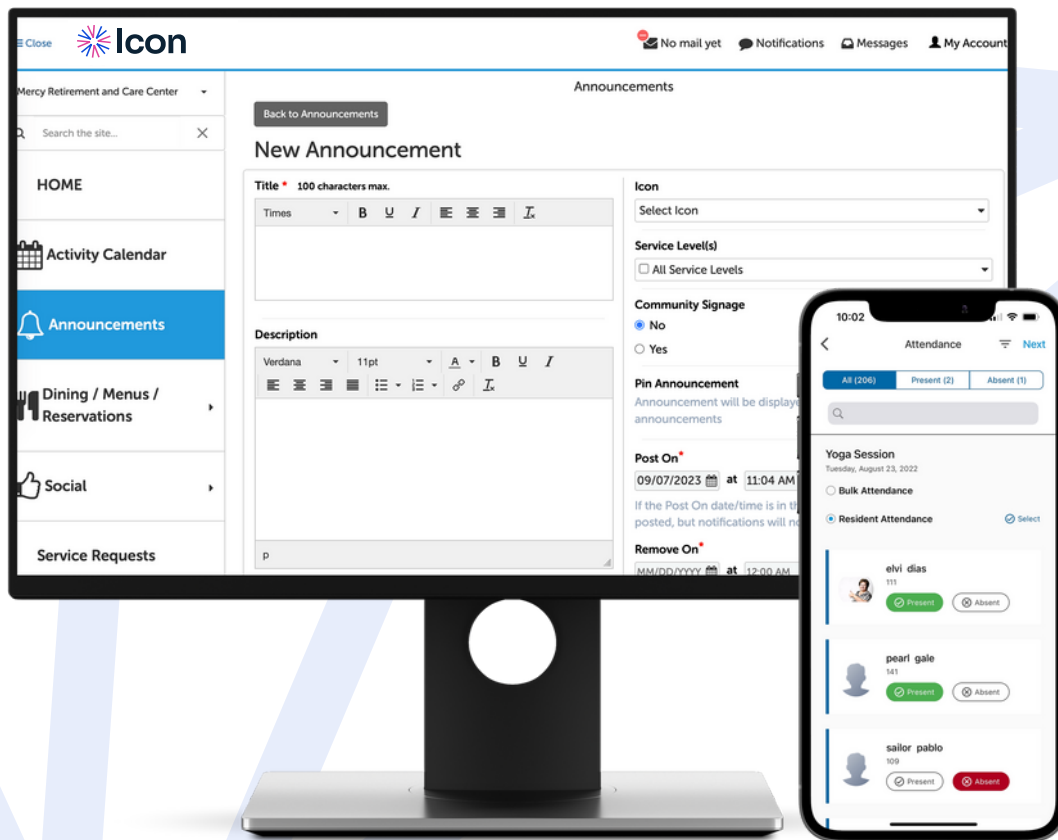 Close
Icon
No mail yet
Notifications
Messages
My Account
Mercy Retirement and Care Center
Search the site...
HOME
Activity Calendar
Announcements
Dining / Menus /
Reservations
Social
Service Requests
Announcements
Back to Announcements
New Announcement
Title * 100 characters max.
Times B U I
Description
Verdana 11pt A B U I
p
Icon
Select Icon
Service Level(s)
All Service Levels
Community Signage
No
Yes
Pin Announcement
Announcement will be displaye
announcements
Post On*
09/07/2023 at 11:04 AM
If the Post On date/time is in th
posted, but notifications will no
Remove On*
MM/DD/YYYY at 12:00 AM
10:02
Attendance
Next
All (206)
Present (2)
Absent (1)
Yoga Session
Tuesday, August 23, 2022
Bulk Attendance
Resident Attendance
Select
elvi dias
111
Present
Absent
pearl gale
141
Present
Absent
sailor pablo
109
Present
Absent